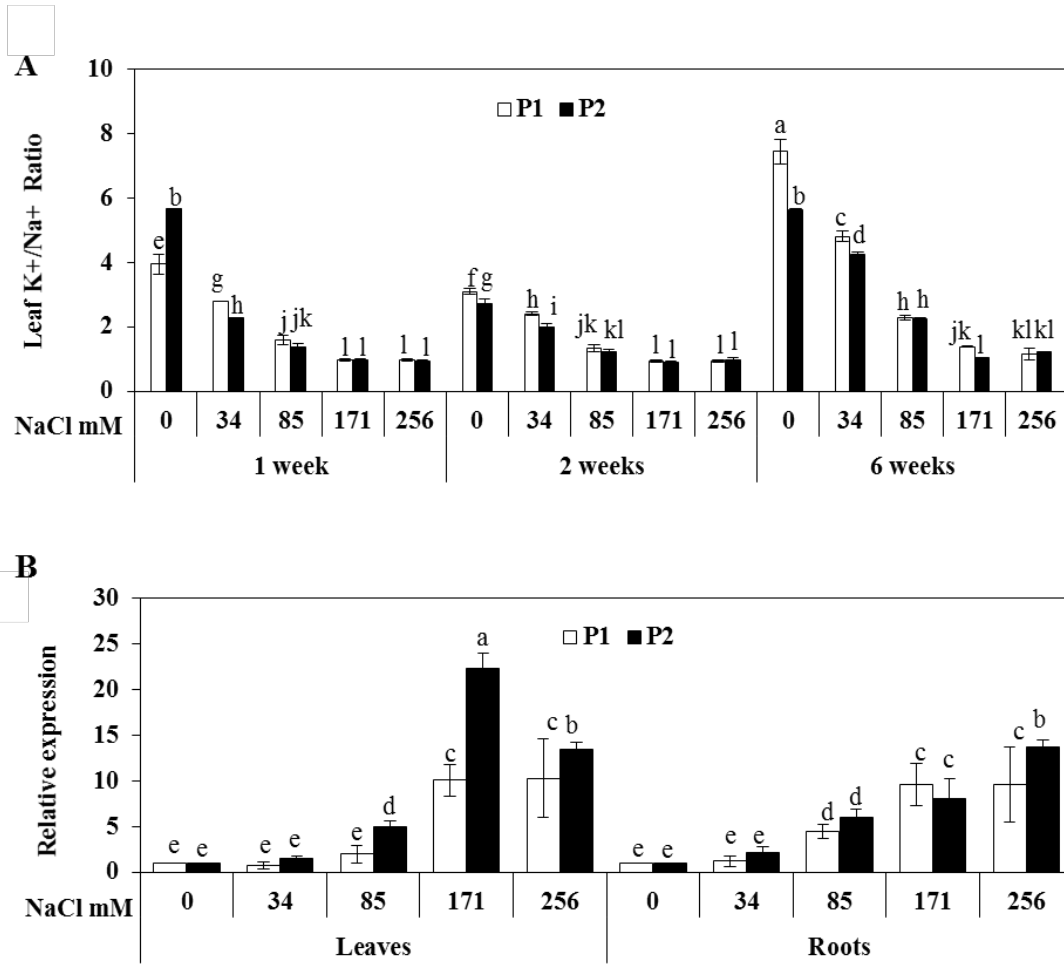 A
10
8
6
4
2
0
Leaf K+/Na+ Ratio
P1 P2
e b g h j jk l l l l f g h i jk kl l l l l a b c d h h jk l kl kl
NaCl mM 0 34 85 171 256 0 34 85 171 256 0 34 85 171 256
1 week 2 weeks 6 weeks
B
30
25
20
15
10
5
0
Relative expression
P1 P2
e e e e e d c a c b e e e e d d c c c b
NaCl mM 0 34 85 171 256 0 34 85 171 256
Leaves Roots